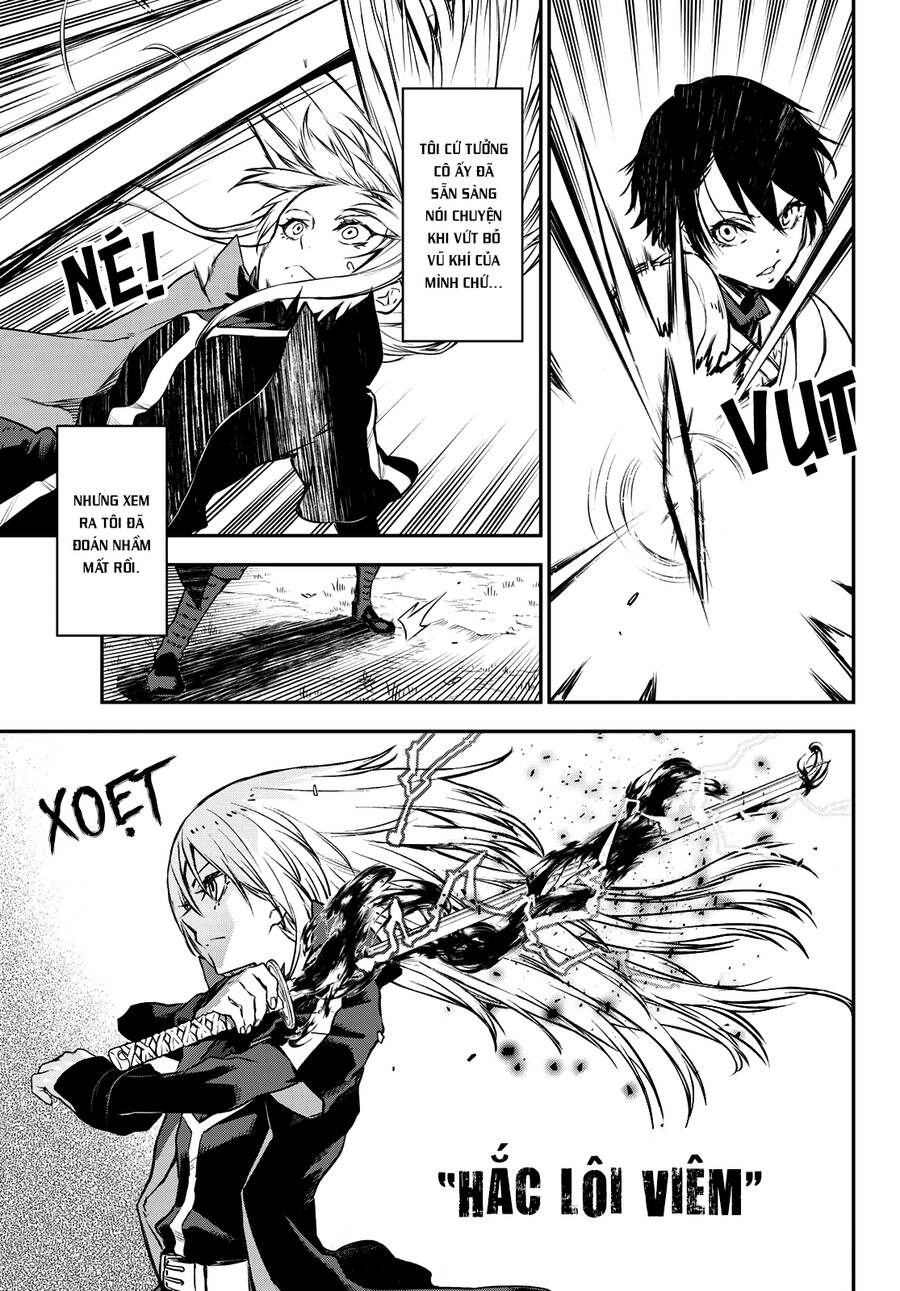 VỤT
TÔI CỨ TƯỞNG
CÔ ẤY ĐÃ
SẴN SÀNG
NÓI CHUYỆN
KHI VỨT BỎ
VŨ KHÍ CỦA
MÌNH CHỨ...
NÉ!
NHƯNG XEM
RA TÔI ĐÃ
ĐOÁN NHẦM
MẤT RỒI.
XOẸT
"HẮC LÔI VIÊM"